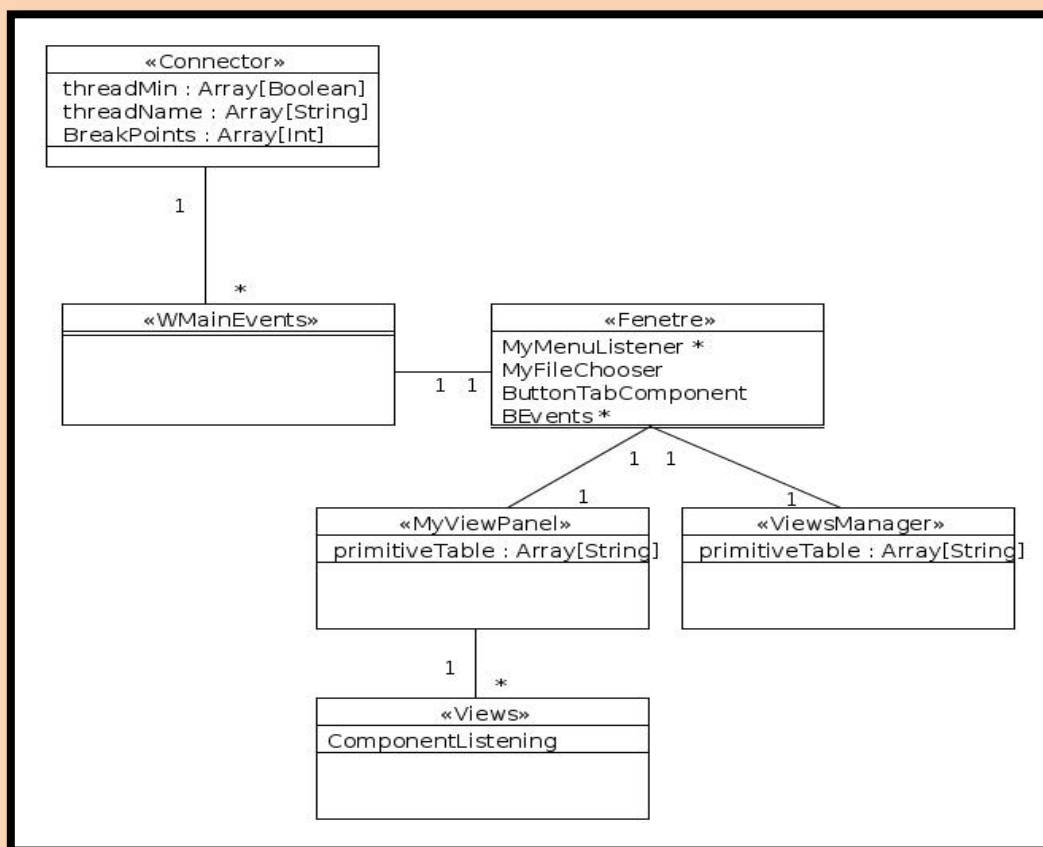 «Connector»
threadMin : Array[Boolean]
threadName : Array[String]
BreakPoints : Array[Int]
1
*
«WMainEvents»
1 1
«Fenetre»
MyMenuListener *
MyFileChooser
ButtonTabComponent
BEvents *
1 1
1
1
«MyViewPanel»
primitiveTable : Array[String]
«ViewsManager»
primitiveTable : Array[String]
1
*
«Views»
ComponentListening